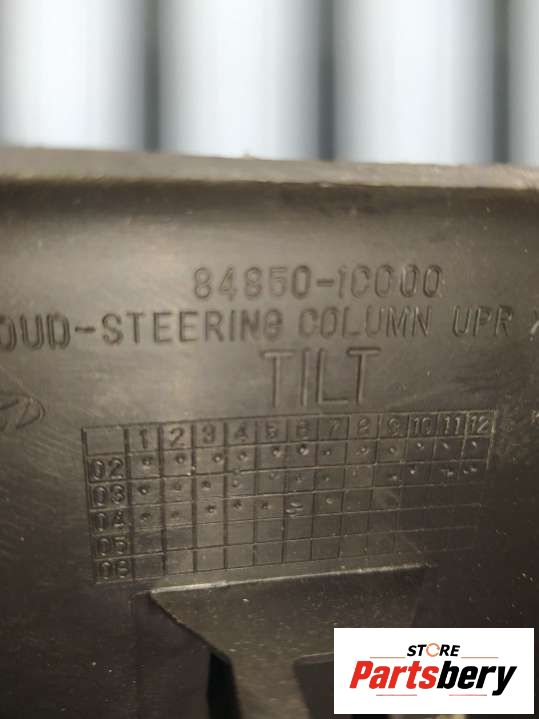 84850-1C000
OUD-STEERING COLUMN UPR
TILT
1 2 3 4 5 6 7 8 9 10 11 12
02
03
04
05
06
STORE
Partsbery